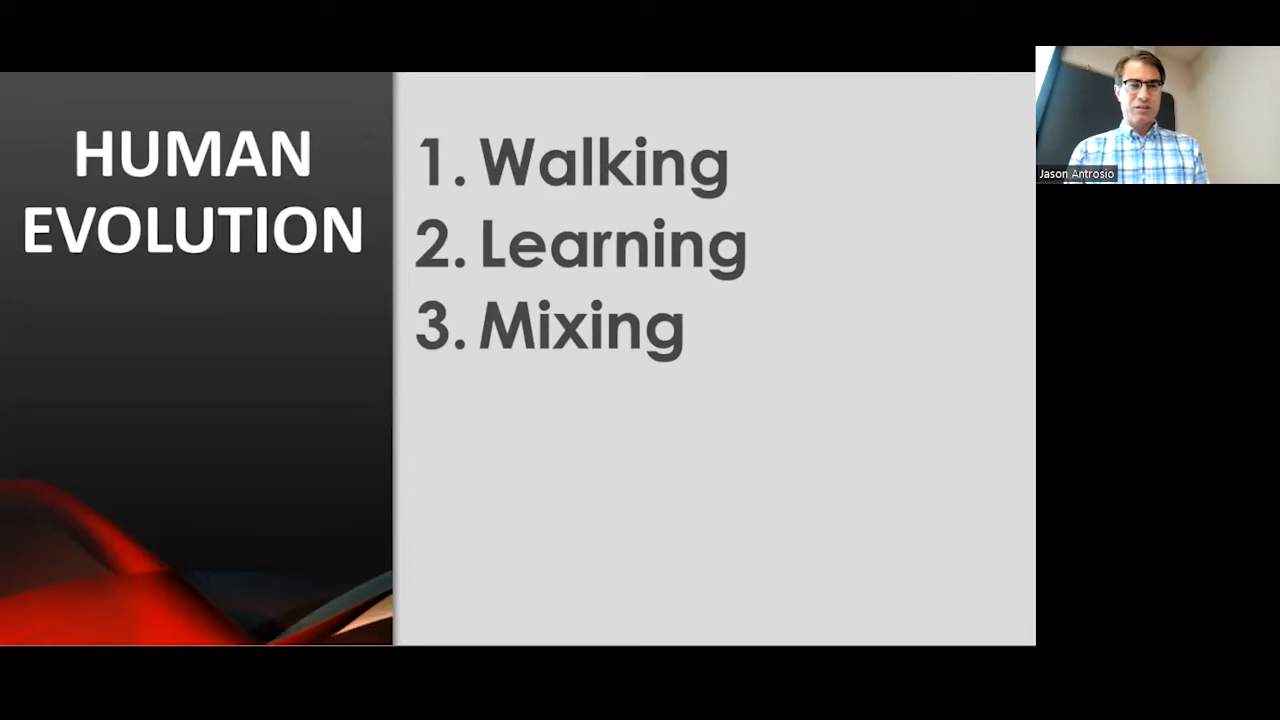 HUMAN
EVOLUTION
1. Walking
2. Learning
3. Mixing
Jason Antrosio